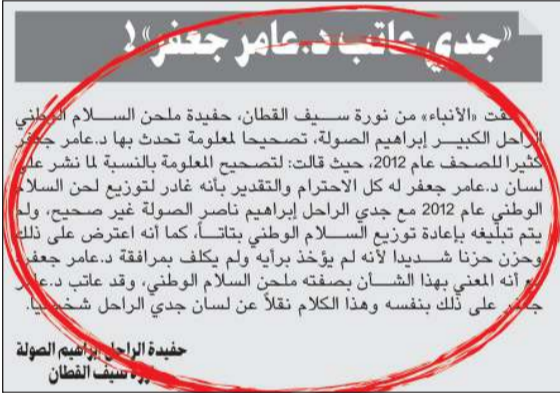 «جدي عاتب د.عامر جعفر»!
«الأنباء» من نورة سيف القطان، حفيدة ملحن السلام الوطني
الراحل الكبير إبراهيم الصولة، تصحيحا لمعلومة تحدث بها د.عامر جعفر
كثيرا للصحف عام 2012، حيث قالت: لتصحيح المعلومة بالنسبة لما نشر على
لسان د.عامر جعفر له كل الاحترام والتقدير بأنه غادر لتوزيع لحن السلام
الوطني عام 2012 مع جدي الراحل إبراهيم ناصر الصولة غير صحيح، ولم
يتم تبليغه بإعادة توزيع السلام الوطني بتاتاً، كما أنه اعترض على ذلك
وحزن حزنا شديدا لأنه لم يؤخذ برأيه ولم يكلف بمرافقة د.عامر جعفر،
مع أنه المعني بهذا الشأن بصفته ملحن السلام الوطني، وقد عاتب د.عامر
جعفر على ذلك بنفسه وهذا الكلام نقلاً عن لسان جدي الراحل شخصيا.
حفيدة الراحل إبراهيم الصولة
نورة سيف القطان